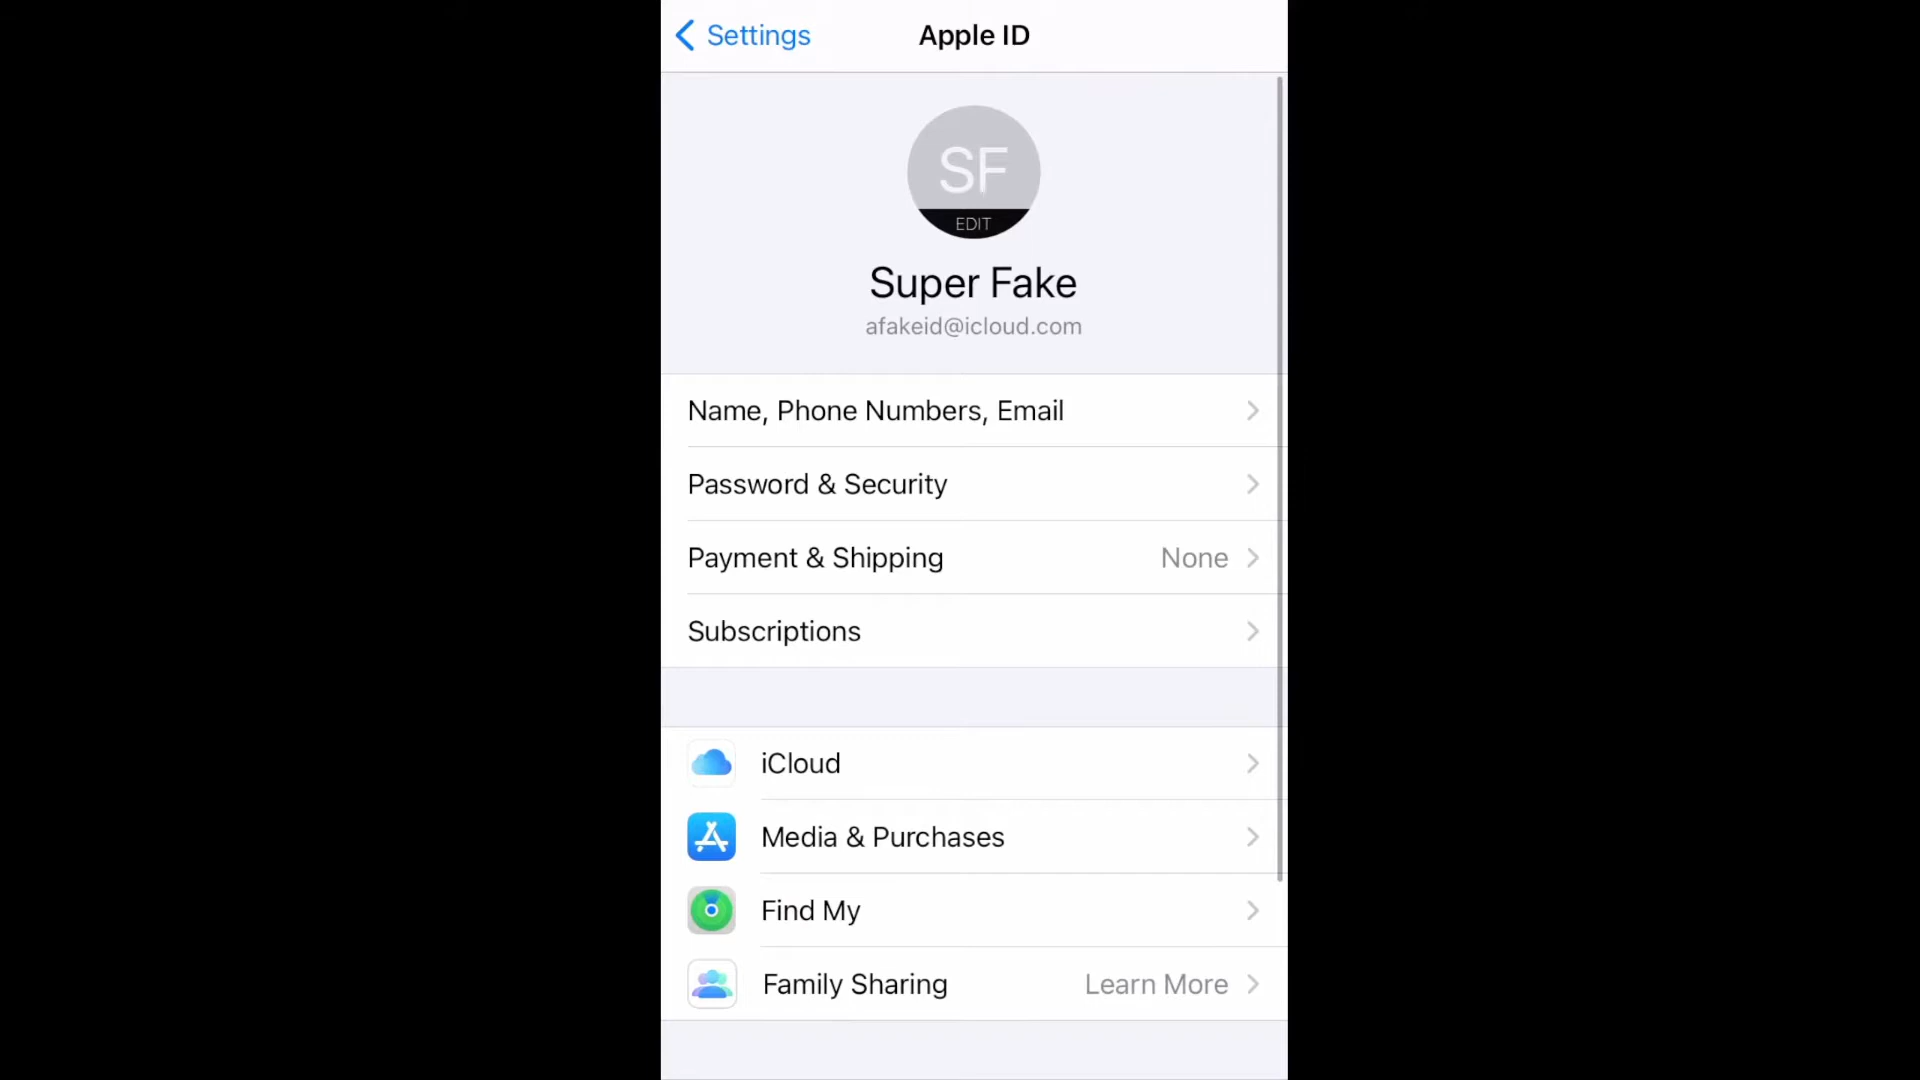 Settings
Apple ID
SF
EDIT
Super Fake
afakeid@icloud.com
Name, Phone Numbers, Email
Password & Security
Payment & Shipping None
Subscriptions
iCloud
Media & Purchases
Find My
Family Sharing Learn More